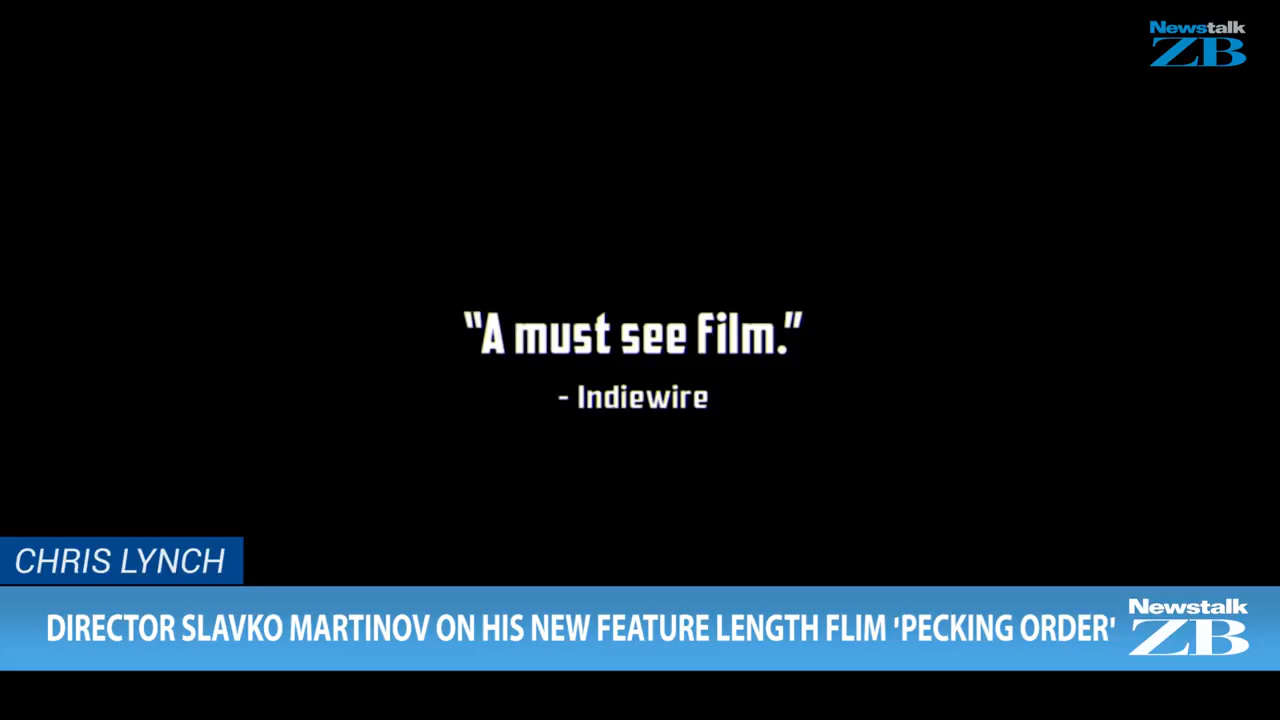 Newstalk
ZB
“A must see film.”
- Indiewire
CHRIS LYNCH
DIRECTOR SLAVKO MARTINOV ON HIS NEW FEATURE LENGTH FLIM 'PECKING ORDER'
Newstalk
ZB